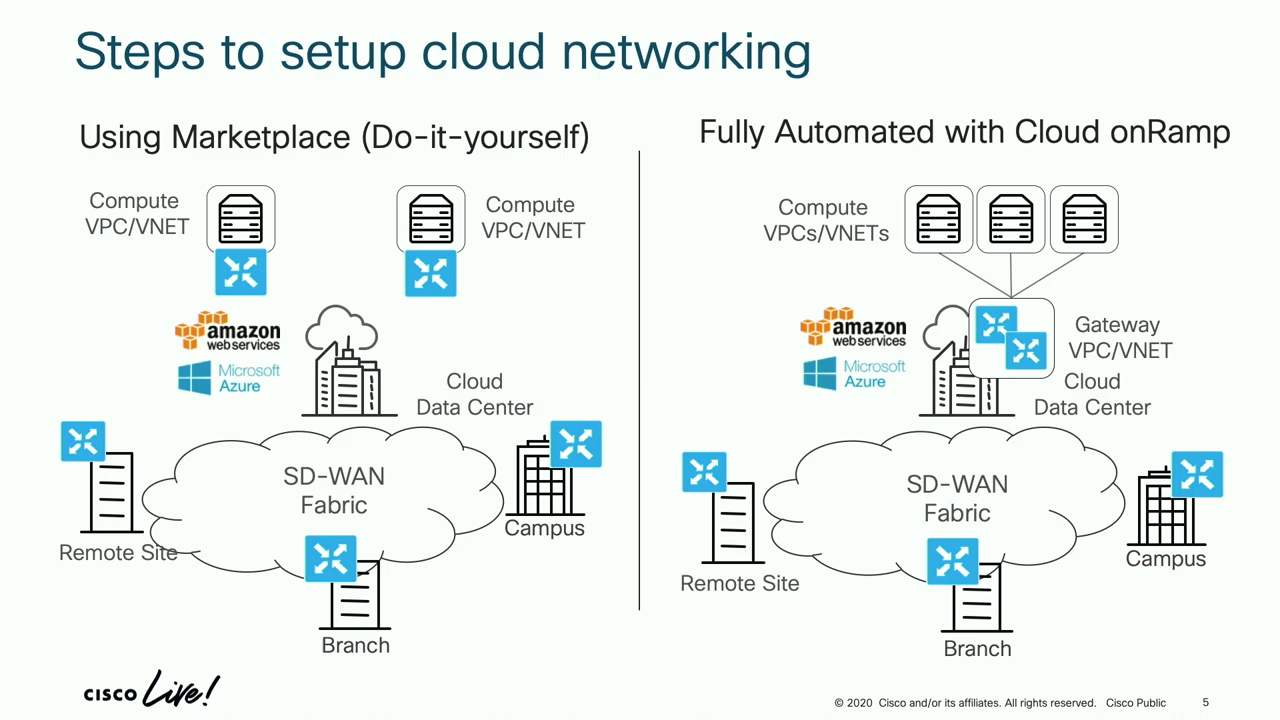 Steps to setup cloud networking
Using Marketplace (Do-it-yourself)
Compute
VPC/VNET
Compute
VPC/VNET
amazon
web services
Microsoft
Azure
Cloud
Data Center
SD-WAN
Fabric
Campus
Remote Site
Branch
Fully Automated with Cloud onRamp
Compute
VPCs/VNETs
amazon
web services
Microsoft
Azure
Gateway
VPC/VNET
Cloud
Data Center
SD-WAN
Fabric
Campus
Remote Site
Branch
CISCO Live!
© 2020 Cisco and/or its affiliates. All rights reserved. Cisco Public
5